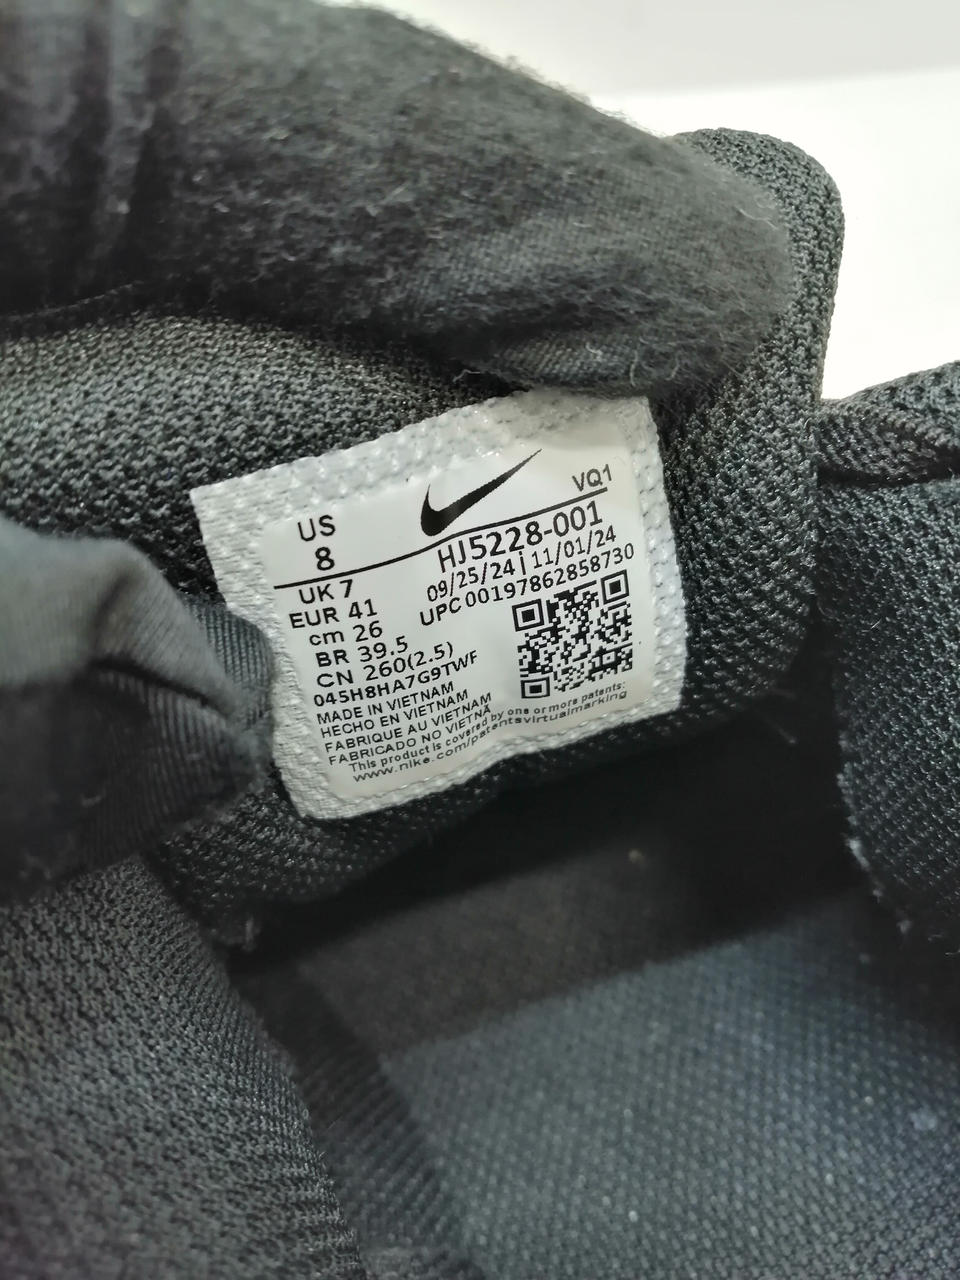 VQ1
US
8
HJ5228-001
09/25/24 | 11/01/24
UPC 00197862858730
UK 7
EUR 41
cm 26
BR 39.5
CN 260(2.5)
045H8HA7G9TWF
MADE IN VIETNAM
HECHO EN VIETNAM
FABRIQUE AU VIETNAM
FABRICADO NO VIETNÃ
This product is covered by one or more patents:
www.nike.com/patentsvirtualmarking